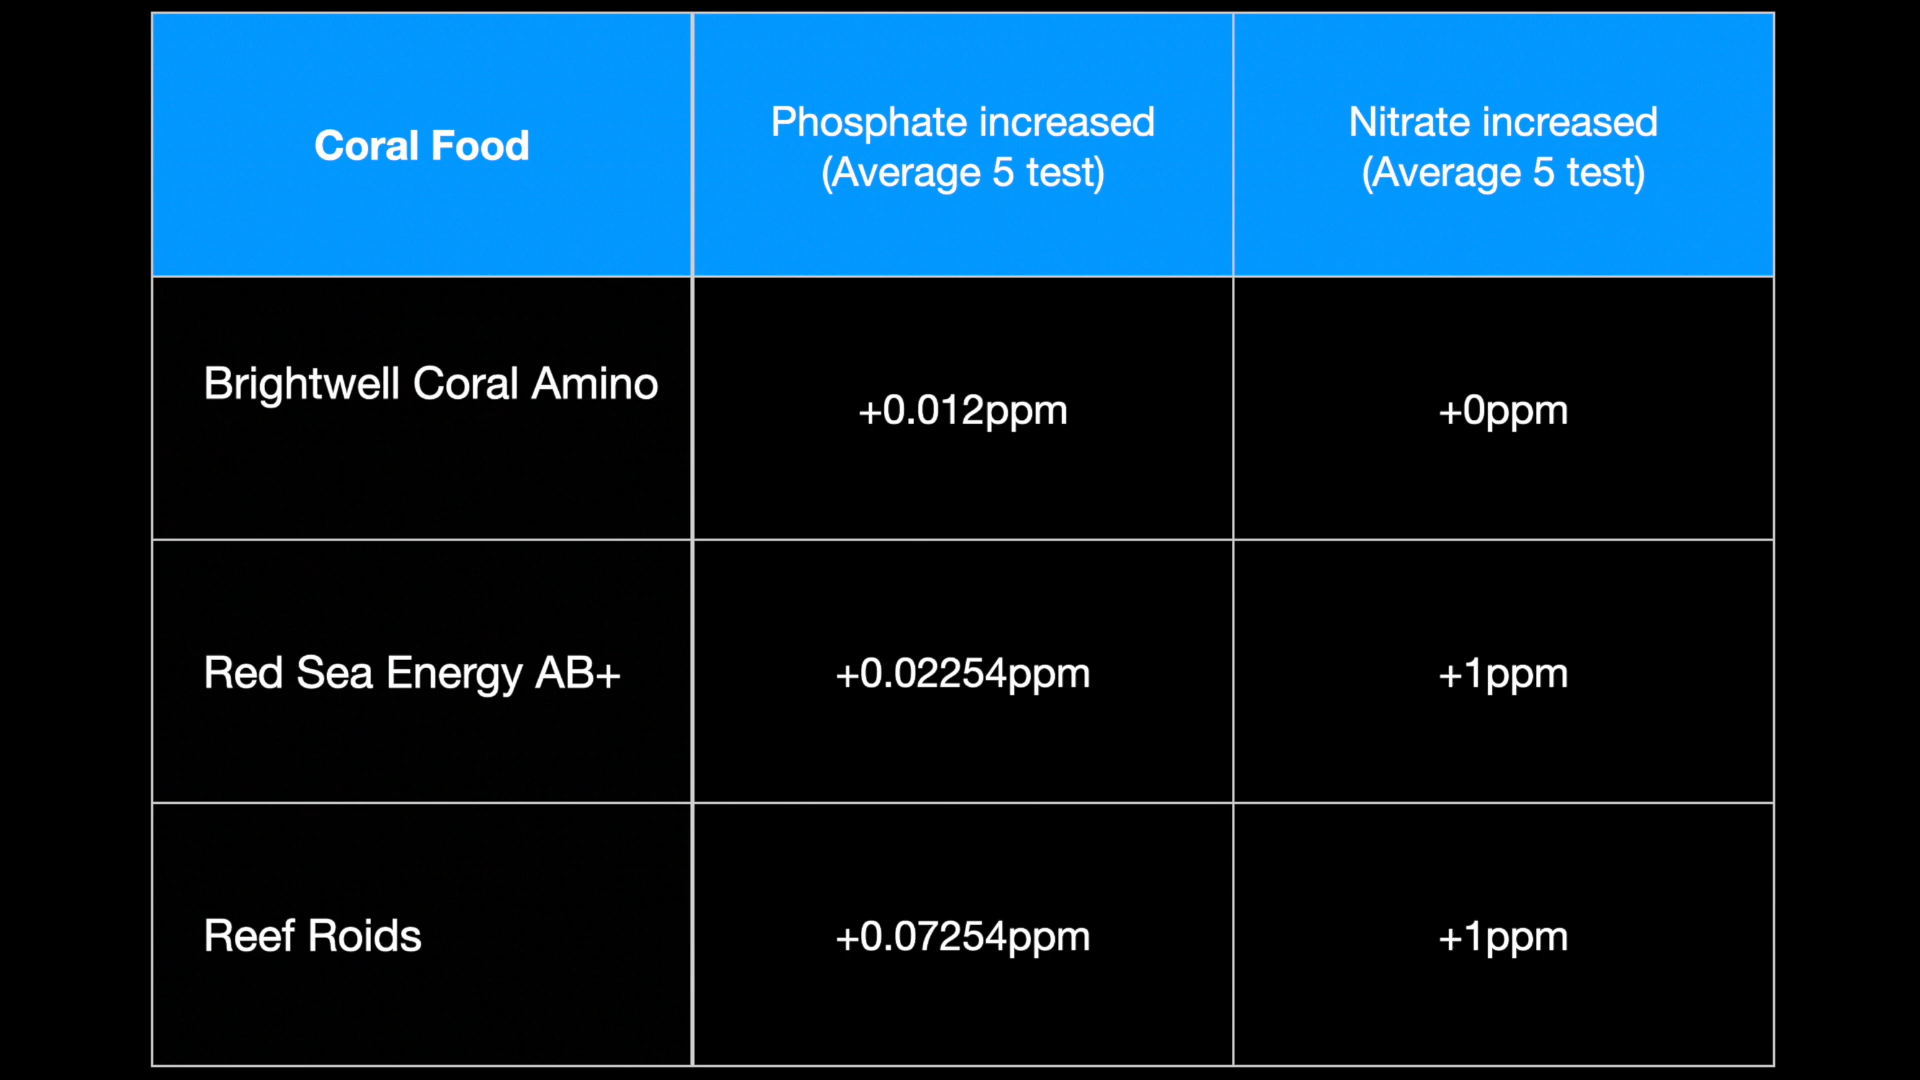 Coral Food
Phosphate increased
(Average 5 test)
Nitrate increased
(Average 5 test)
Brightwell Coral Amino
+0.012ppm
+0ppm
Red Sea Energy AB+
+0.02254ppm
+1ppm
Reef Roids
+0.07254ppm
+1ppm